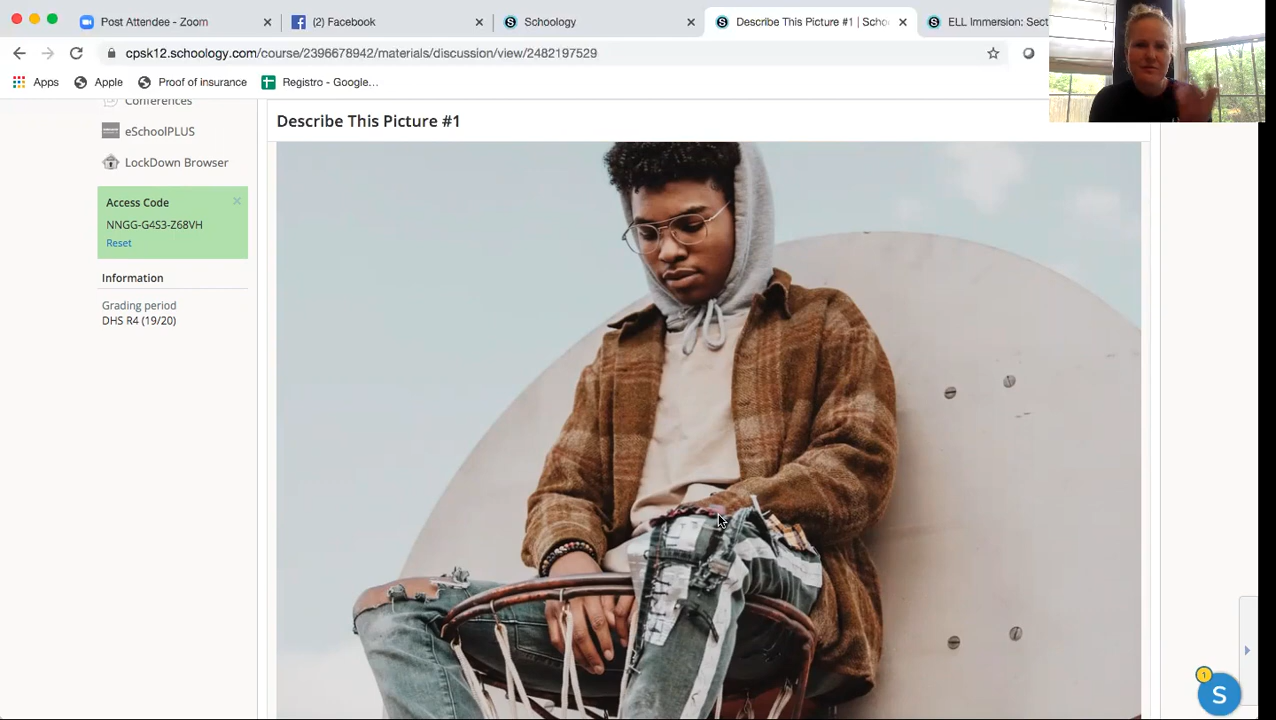 Post Attendee - Zoom
(2) Facebook
Schoology
Describe This Picture #1 | Scho
ELL Immersion: Sect
cpsk12.schoology.com/course/2396678942/materials/discussion/view/2482197529
Apps
Apple
Proof of insurance
Registro - Google...
Conferences
eSchoolPLUS
LockDown Browser
Access Code
NNGG-G4S3-Z68VH
Reset
Information
Grading period
DHS R4 (19/20)
Describe This Picture #1
1
S